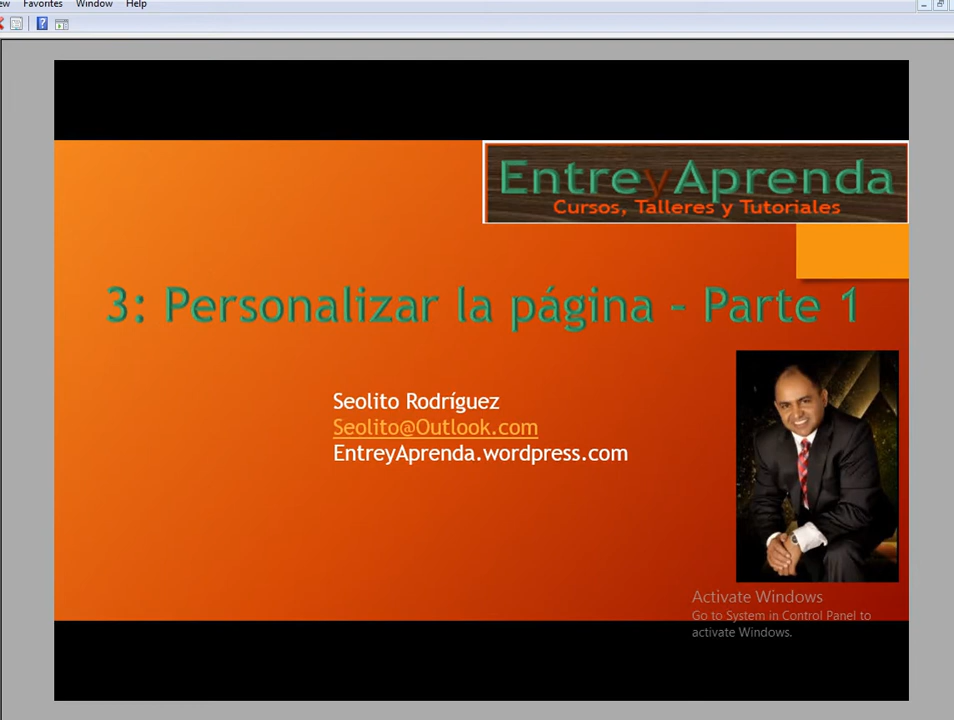 Favorites Window Help
EntreyAprenda
Cursos, Talleres y Tutoriales
3: Personalizar la página - Parte 1
Seolito Rodríguez
Seolito@Outlook.com
EntreyAprenda.wordpress.com
Activate Windows
Go to System in Control Panel to
activate Windows.